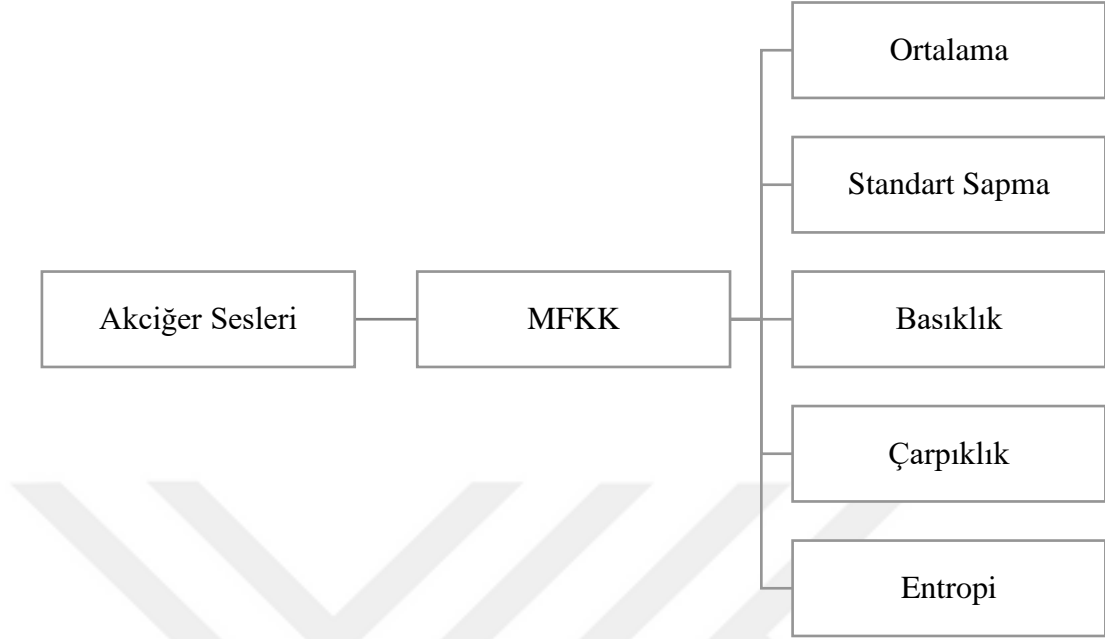 Ortalama
Standart Sapma
Akciğer Sesleri
MFKK
Basıklık
Çarpıklık
Entropi